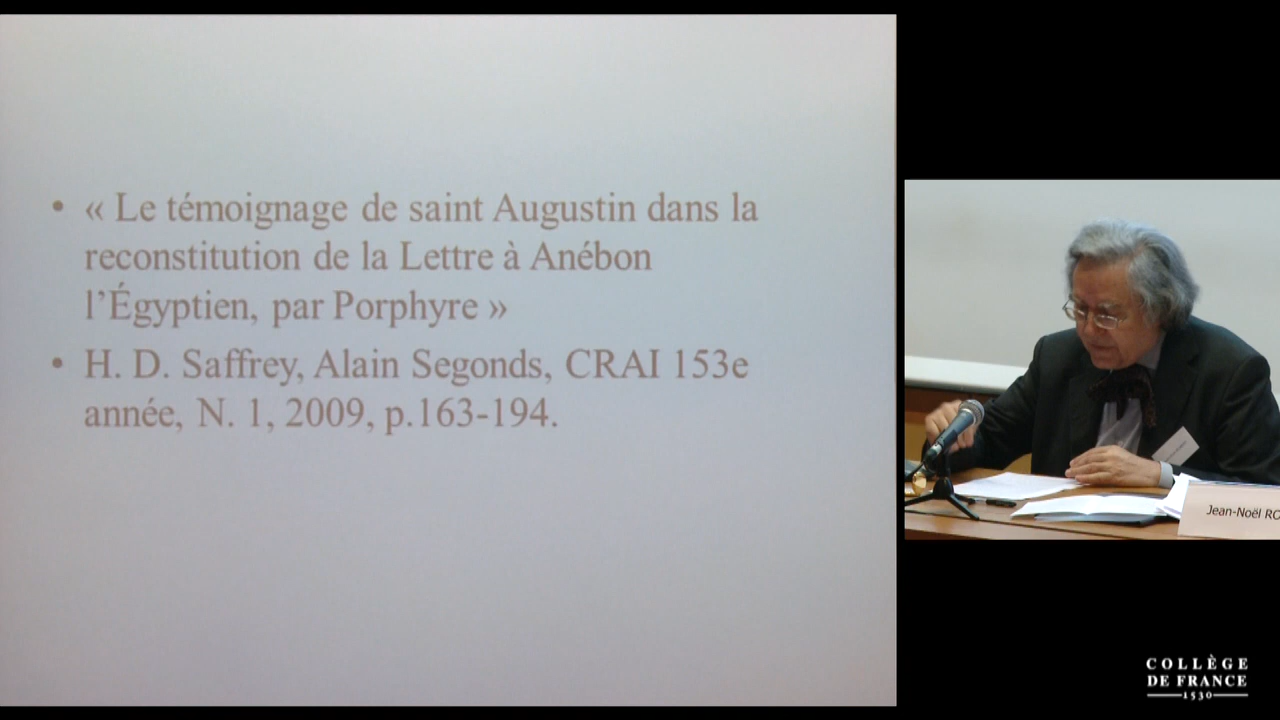 • « Le témoignage de saint Augustin dans la
reconstitution de la Lettre à Anébon
l’Égyptien, par Porphyre »
• H. D. Saffrey, Alain Segonds, CRAI 153e
année, N. 1, 2009, p.163-194.
Jean-Noël RO
COLLÈGE
DE FRANCE
1530